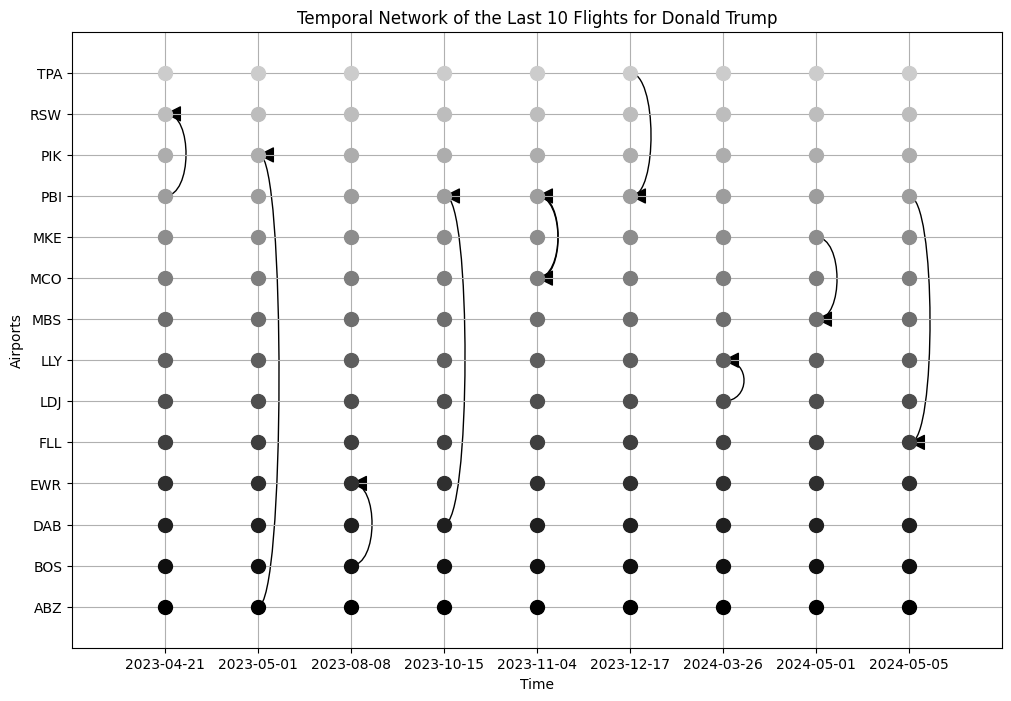 Temporal Network of the Last 10 Flights for Donald Trump
TPA
RSW
PIK
PBI
MKE
MCO
MBS
LLY
LDJ
FLL
EWR
DAB
BOS
ABZ
Airports
2023-04-21 2023-05-01 2023-08-08 2023-10-15 2023-11-04 2023-12-17 2024-03-26 2024-05-01 2024-05-05
Time